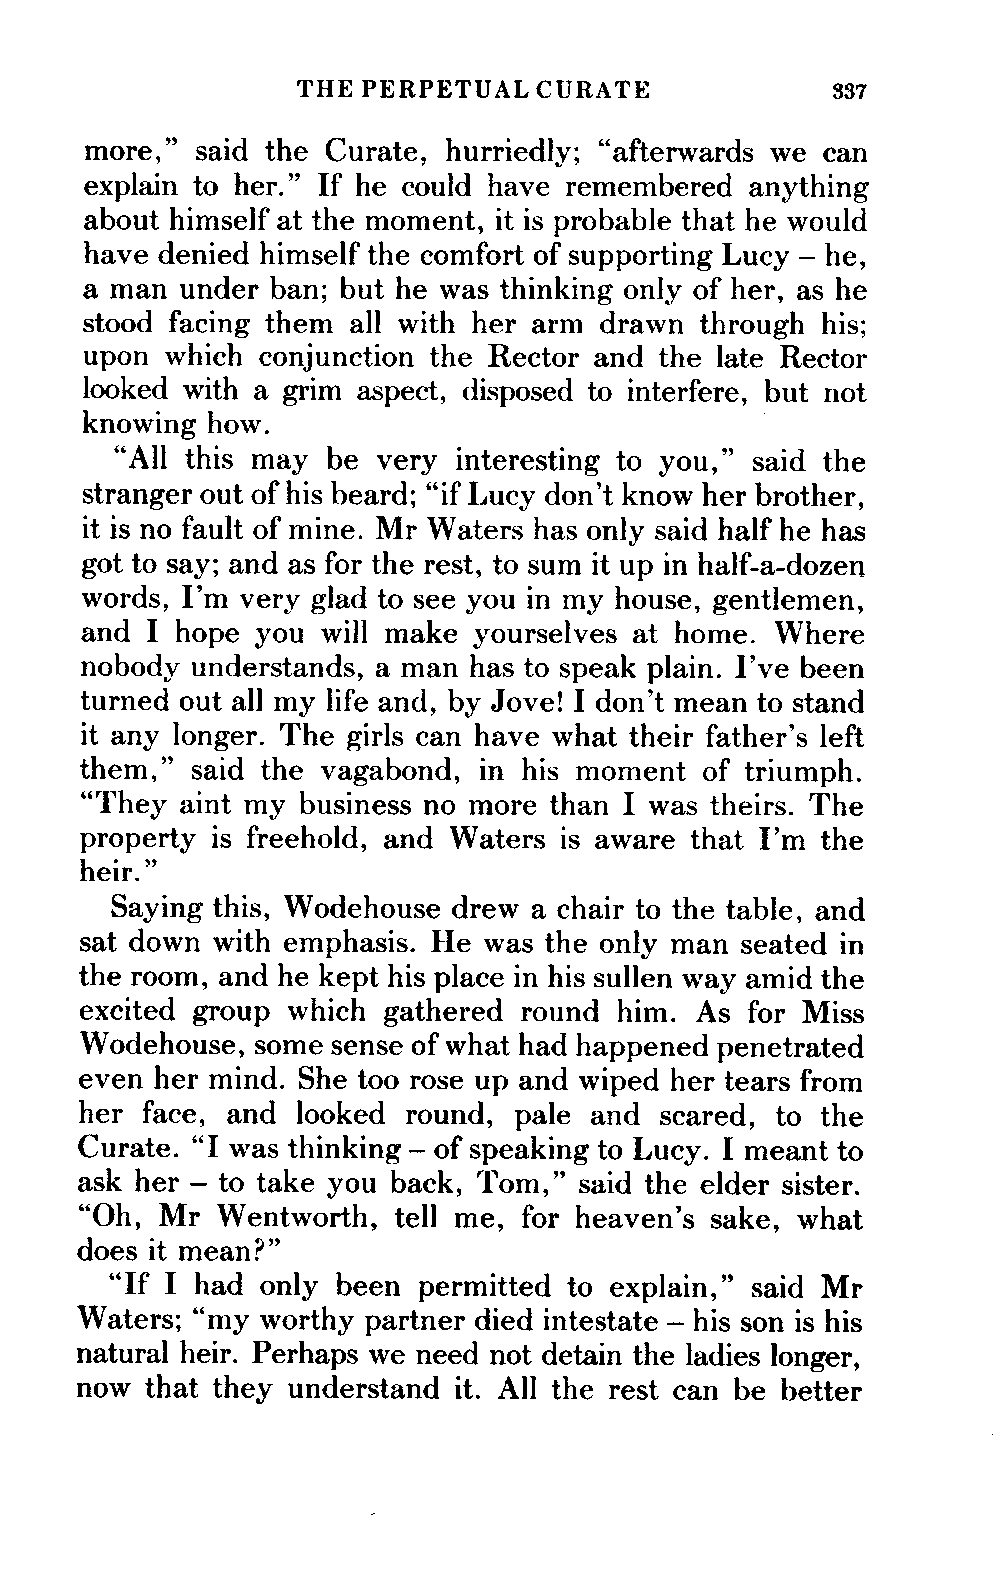 THE PERPETUAL CURATE 337
more,” said the Curate, hurriedly; “afterwards we can
explain to her.” If he could have remembered anything
about himself at the moment, it is probable that he would
have denied himself the comfort of supporting Lucy – he,
a man under ban; but he was thinking only of her, as he
stood facing them all with her arm drawn through his;
upon which conjunction the Rector and the late Rector
looked with a grim aspect, disposed to interfere, but not
knowing how.
“All this may be very interesting to you,” said the
stranger out of his beard; “if Lucy don’t know her brother,
it is no fault of mine. Mr Waters has only said half he has
got to say; and as for the rest, to sum it up in half-a-dozen
words, I’m very glad to see you in my house, gentlemen,
and I hope you will make yourselves at home. Where
nobody understands, a man has to speak plain. I’ve been
turned out all my life and, by Jove! I don’t mean to stand
it any longer. The girls can have what their father’s left
them,” said the vagabond, in his moment of triumph.
“They aint my business no more than I was theirs. The
property is freehold, and Waters is aware that I’m the
heir.”
Saying this, Wodehouse drew a chair to the table, and
sat down with emphasis. He was the only man seated in
the room, and he kept his place in his sullen way amid the
excited group which gathered round him. As for Miss
Wodehouse, some sense of what had happened penetrated
even her mind. She too rose up and wiped her tears from
her face, and looked round, pale and scared, to the
Curate. “I was thinking – of speaking to Lucy. I meant to
ask her – to take you back, Tom,” said the elder sister.
“Oh, Mr Wentworth, tell me, for heaven’s sake, what
does it mean?”
“If I had only been permitted to explain,” said Mr
Waters; “my worthy partner died intestate – his son is his
natural heir. Perhaps we need not detain the ladies longer,
now that they understand it. All the rest can be better